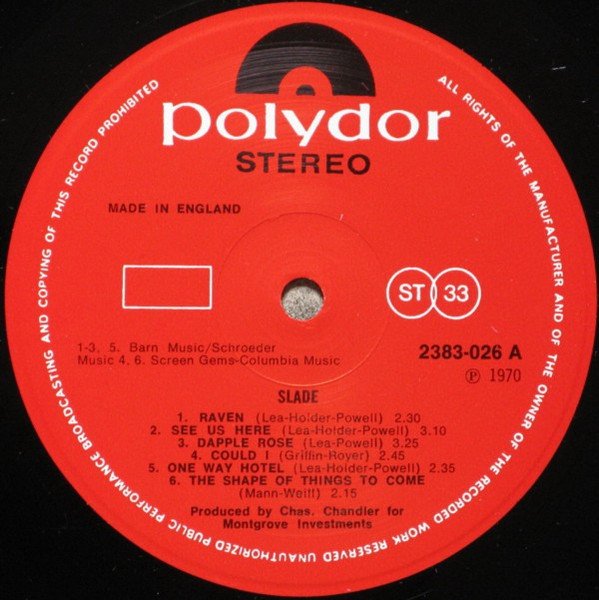 polydor
STEREO
MADE IN ENGLAND
ST 33
1-3, 5. Barn Music/Schroeder
Music 4, 6. Screen Gems-Columbia Music
2383-026 A
Ⓟ 1970
SLADE
1. RAVEN (Lea-Holder-Powell) 2.30
2. SEE US HERE (Lea-Holder-Powell) 3.10
3. DAPPLE ROSE (Lea-Powell) 3.25
4. COULD I (Griffin-Royer) 2.45
5. ONE WAY HOTEL (Lea-Holder-Powell) 2.35
6. THE SHAPE OF THINGS TO COME
(Mann-Weill) 2.15
Produced by Chas. Chandler for
Montgrove Investments
ALL RIGHTS OF THE MANUFACTURER AND OF THE OWNER OF THE RECORDED WORK RESERVED UNAUTHORIZED PUBLIC PERFORMANCE BROADCASTING AND COPYING OF THIS RECORD PROHIBITED